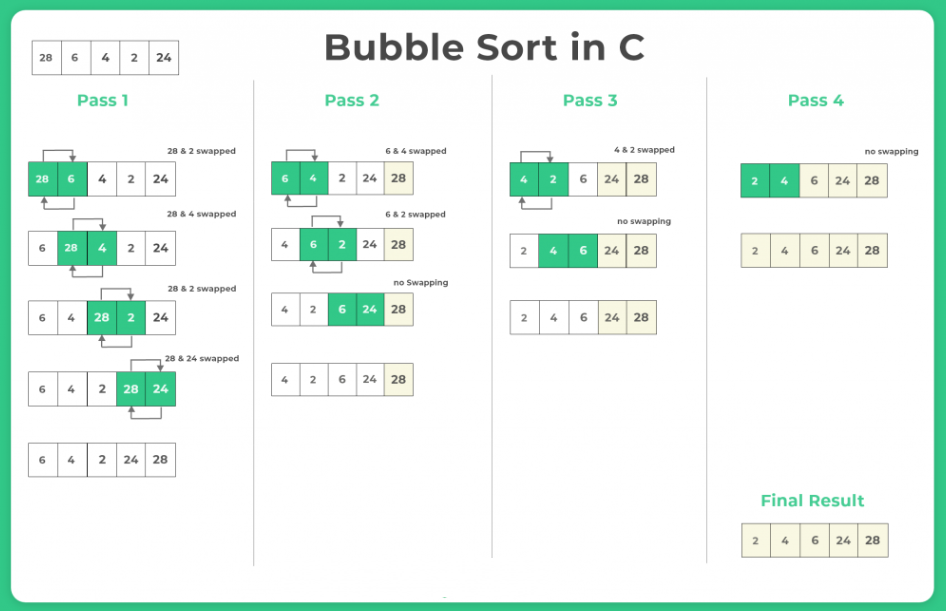 Bubble Sort in C
28 6 4 2 24
Pass 1
28 & 2 swapped
28 6 4 2 24
28 & 4 swapped
6 28 4 2 24
28 & 2 swapped
6 4 28 2 24
28 & 24 swapped
6 4 2 28 24
6 4 2 24 28
Pass 2
6 & 4 swapped
6 4 2 24 28
6 & 2 swapped
4 6 2 24 28
no Swapping
4 2 6 24 28
4 2 6 24 28
Pass 3
4 & 2 swapped
4 2 6 24 28
no swapping
2 4 6 24 28
2 4 6 24 28
Pass 4
no swapping
2 4 6 24 28
2 4 6 24 28
Final Result
2 4 6 24 28